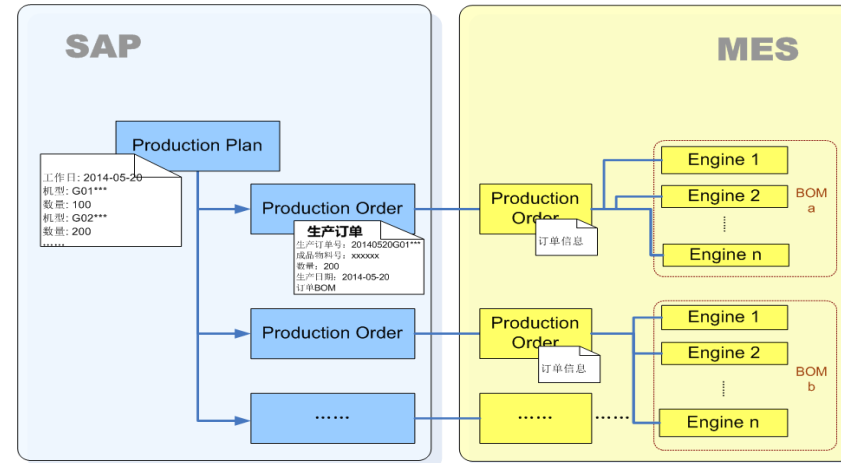 SAP
MES
Production Plan
工作日: 2014-05-20
机型: G01***
数量: 100
机型: G02***
数量: 200
......
Production Order
生产订单
生产订单号: 20140520G01***
成品物料号: xxxxxx
数量: 200
生产日期: 2014-05-20
订单BOM
Production
Order
订单信息
Engine 1
Engine 2
Engine n
BOM
a
Production Order
Production
Order
订单信息
Engine 1
Engine 2
Engine n
BOM
b
......
......
......